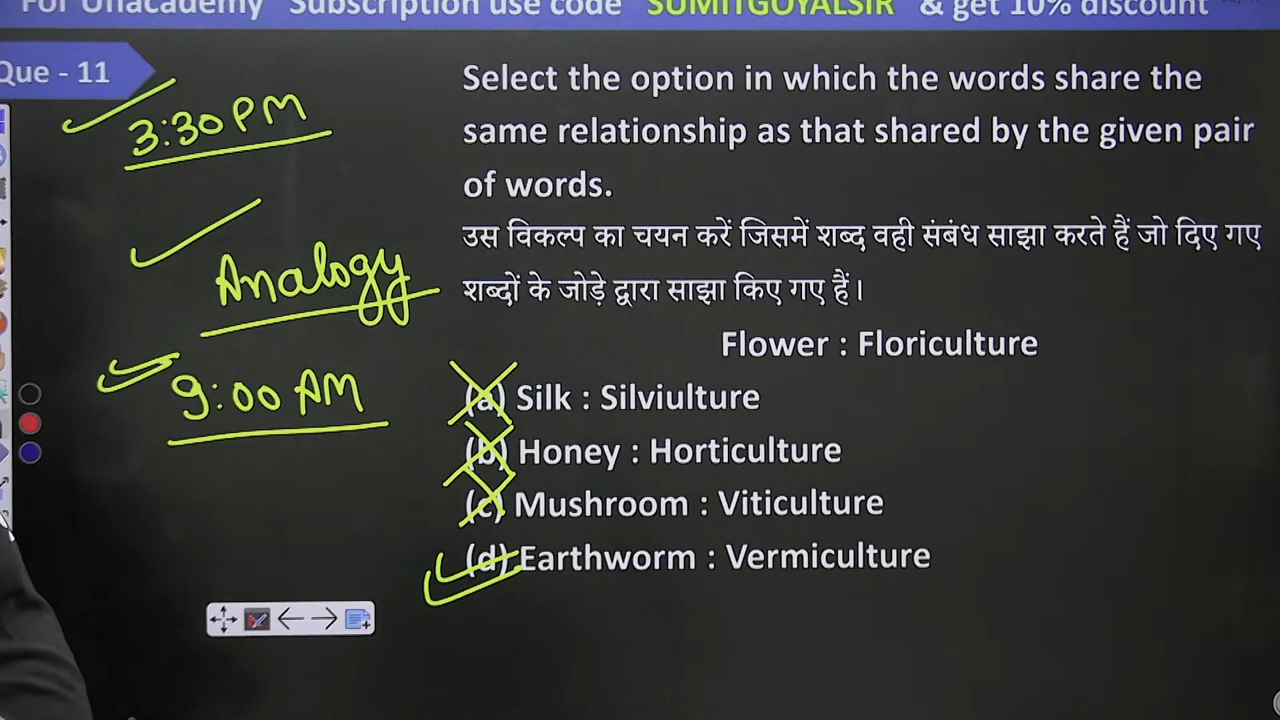 For Unacademy Subscription use code SUMITGOYALSIR & get 10% discount
Que - 11
3:30 PM
Analogy
9:00 AM
Select the option in which the words share the
same relationship as that shared by the given pair
of words.
उस विकल्प का चयन करें जिसमें शब्द वही संबंध साझा करते हैं जो दिए गए
शब्दों के जोड़े द्वारा साझा किए गए हैं।
Flower : Floriculture
(a) Silk : Silviulture
(b) Honey : Horticulture
(c) Mushroom : Viticulture
(d) Earthworm : Vermiculture